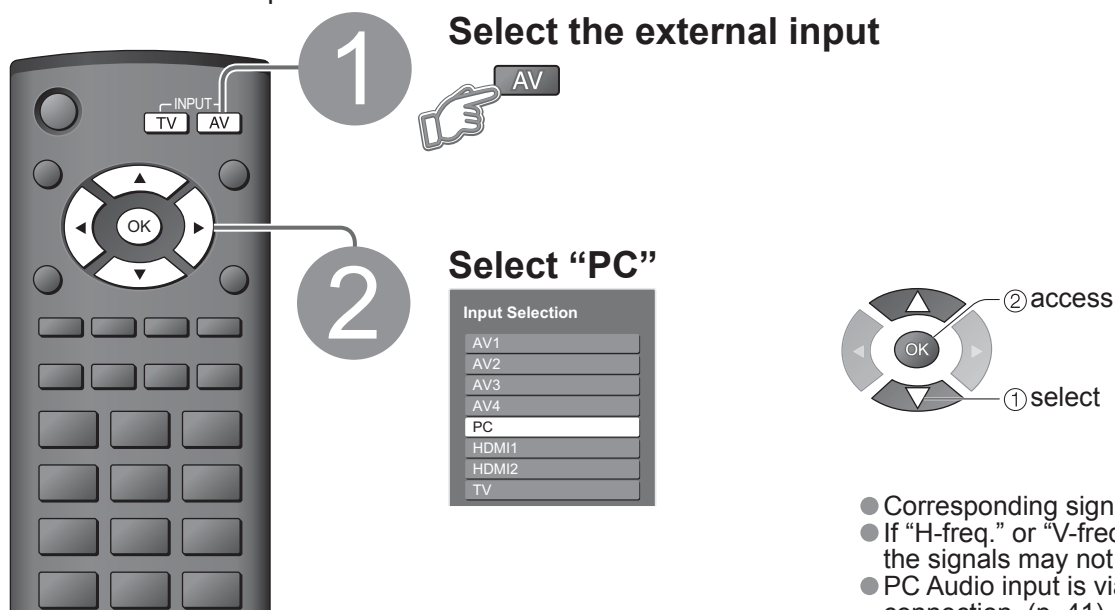 1
Select the external input
AV
INPUT
TV AV
OK
2
Select “PC”
Input Selection
AV1
AV2
AV3
AV4
PC
HDMI1
HDMI2
TV
② access
OK
① select
● Corresponding
● If “H-freq.” or
the signals may not
● PC Audio input is via
connection. (p. 41)